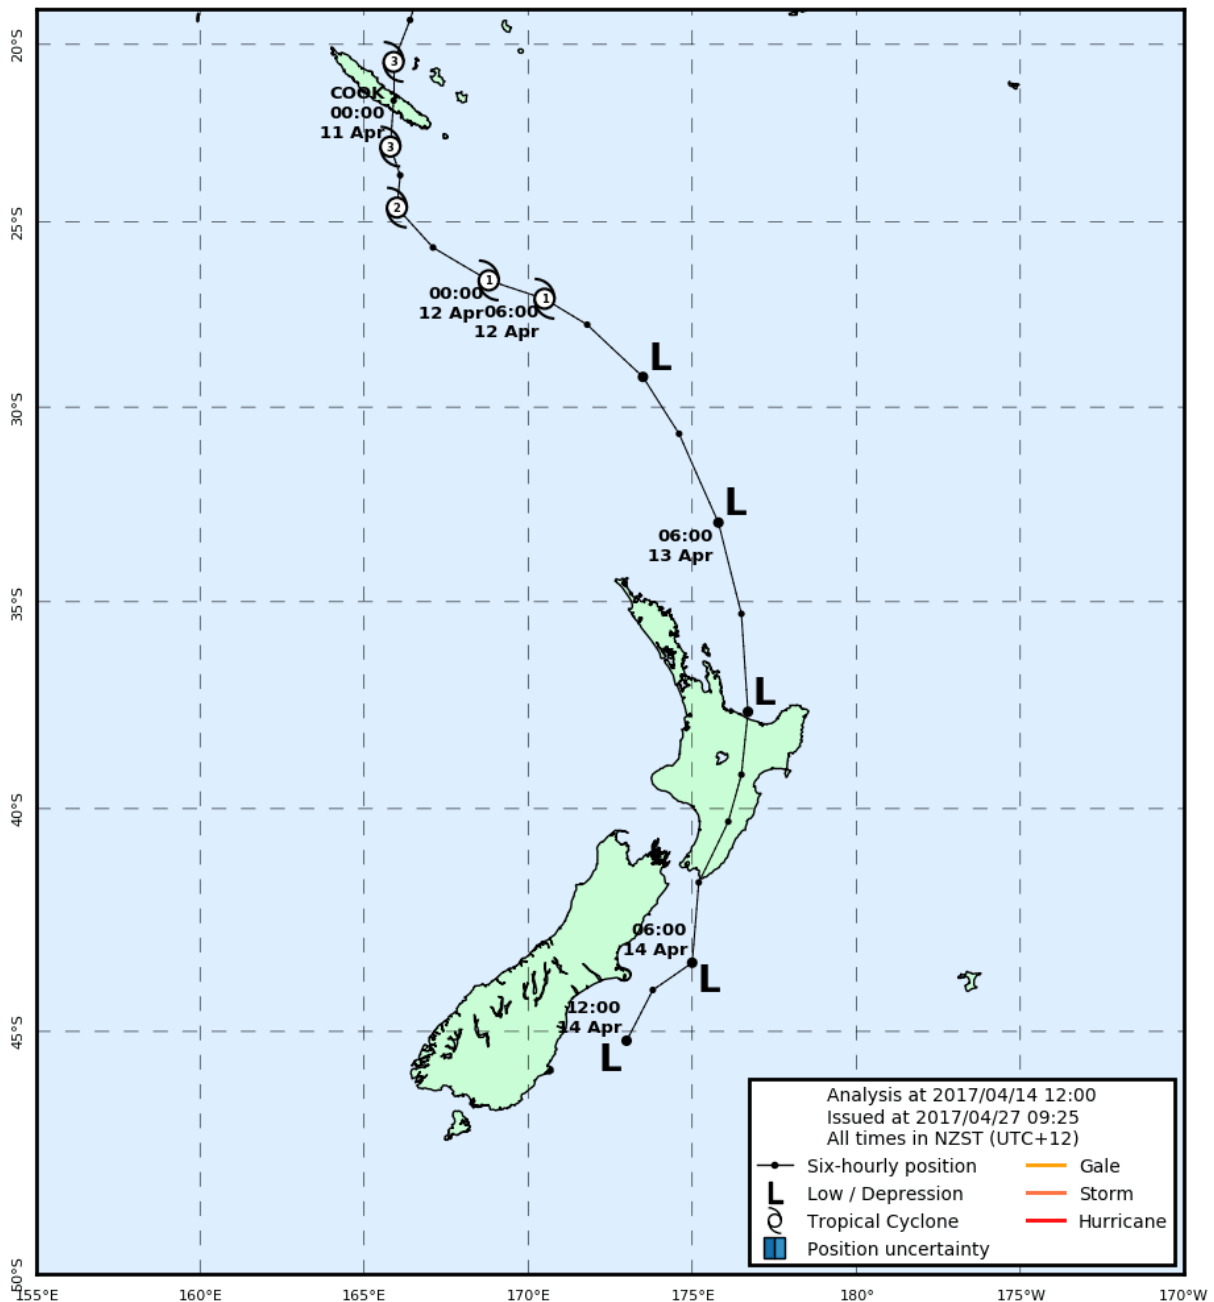 20°S
3
COOK
00:00
11 Apr
3
2
25°S
1
00:00
12 Apr
1
06:00
12 Apr
L
30°S
L
06:00
13 Apr
35°S
L
40°S
06:00
14 Apr
L
12:00
14 Apr
45°S
L
Analysis at 2017/04/14 12:00
Issued at 2017/04/27 09:25
All times in NZST (UTC+12)
Six-hourly position
Gale
L Low / Depression
Storm
Tropical Cyclone
Hurricane
Position uncertainty
50°S
155°E 160°E 165°E 170°E 175°E 180° 175°W 170°W